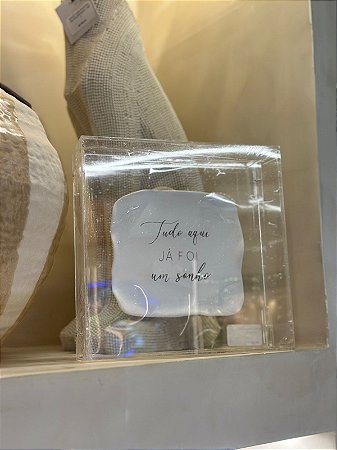 Tudo aqui
JÁ FOI
um sonho